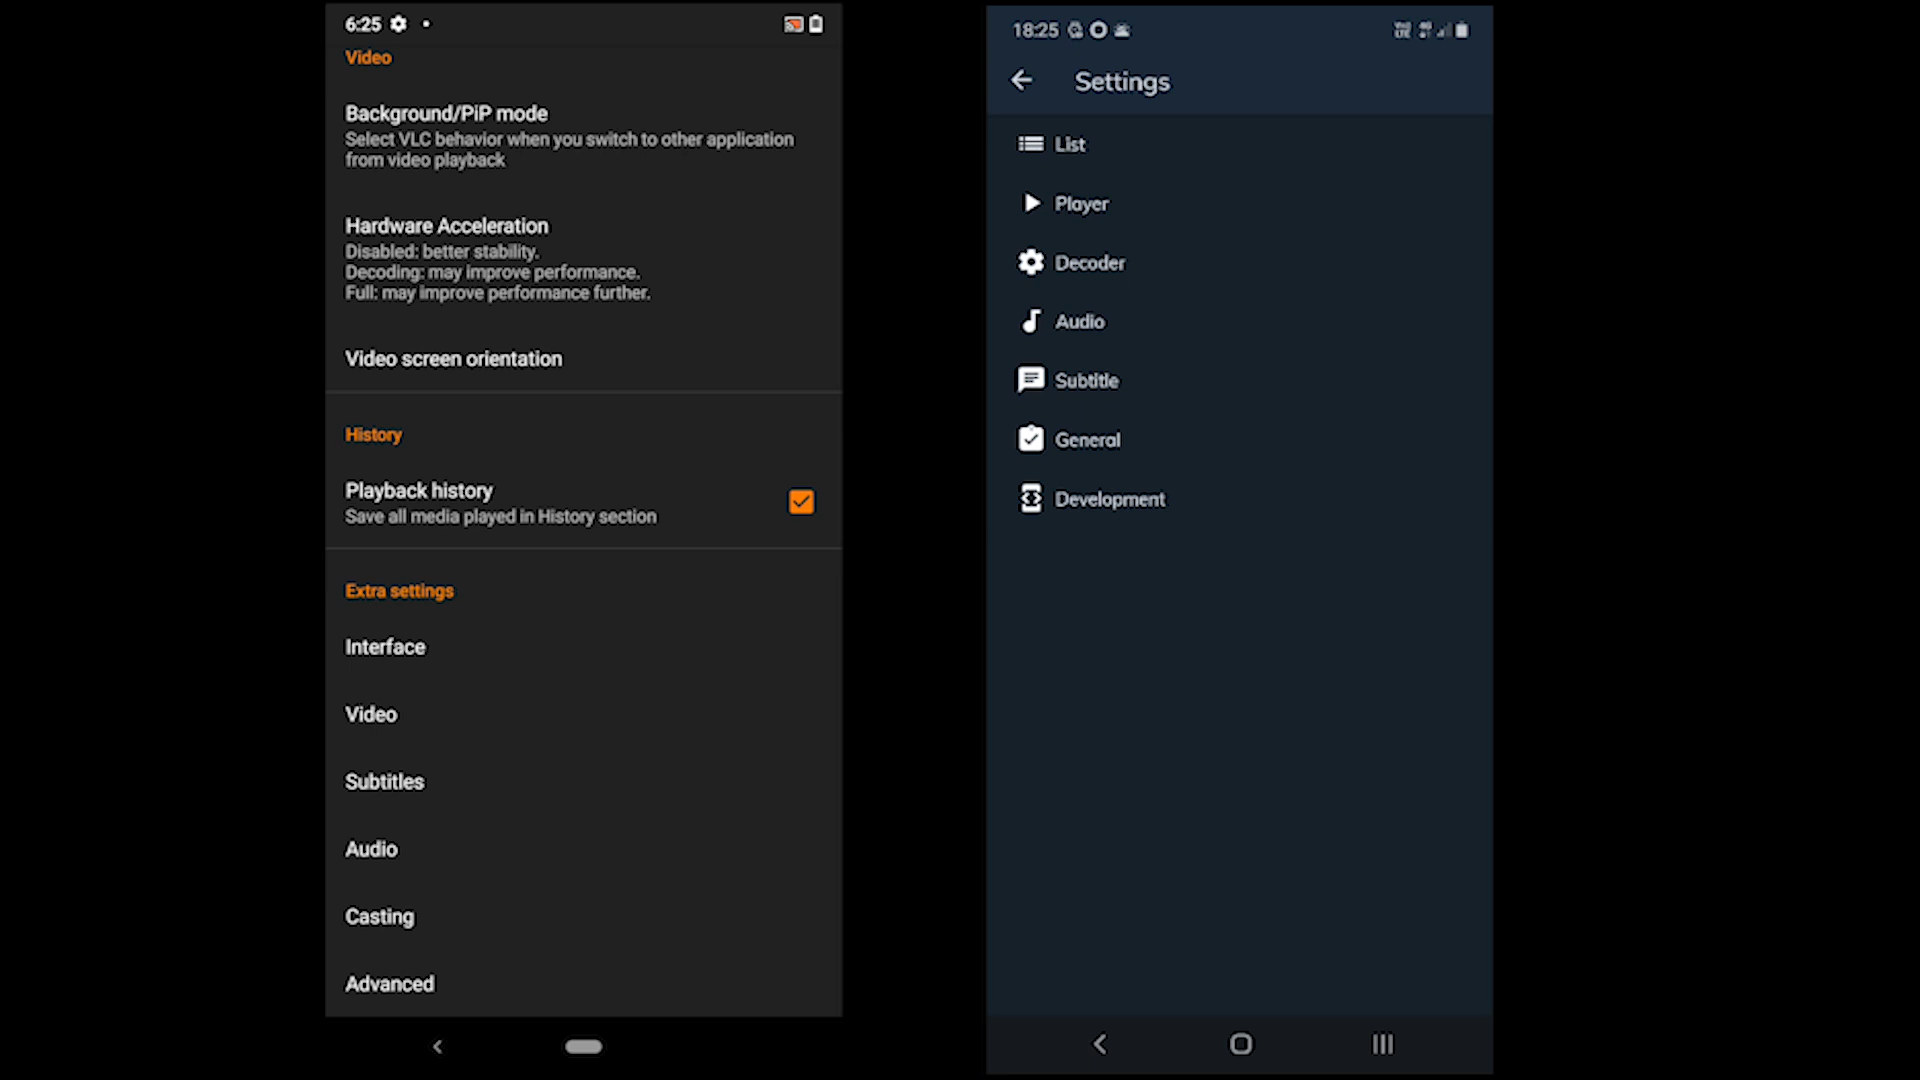 6:25
Video
Background/PiP mode
Select VLC behavior when you switch to other application
from video playback
Hardware Acceleration
Disabled: better stability.
Decoding: may improve performance.
Full: may improve performance further.
Video screen orientation
History
Playback history
Save all media played in History section
Extra settings
Interface
Video
Subtitles
Audio
Casting
Advanced
18:25
Settings
List
Player
Decoder
Audio
Subtitle
General
Development